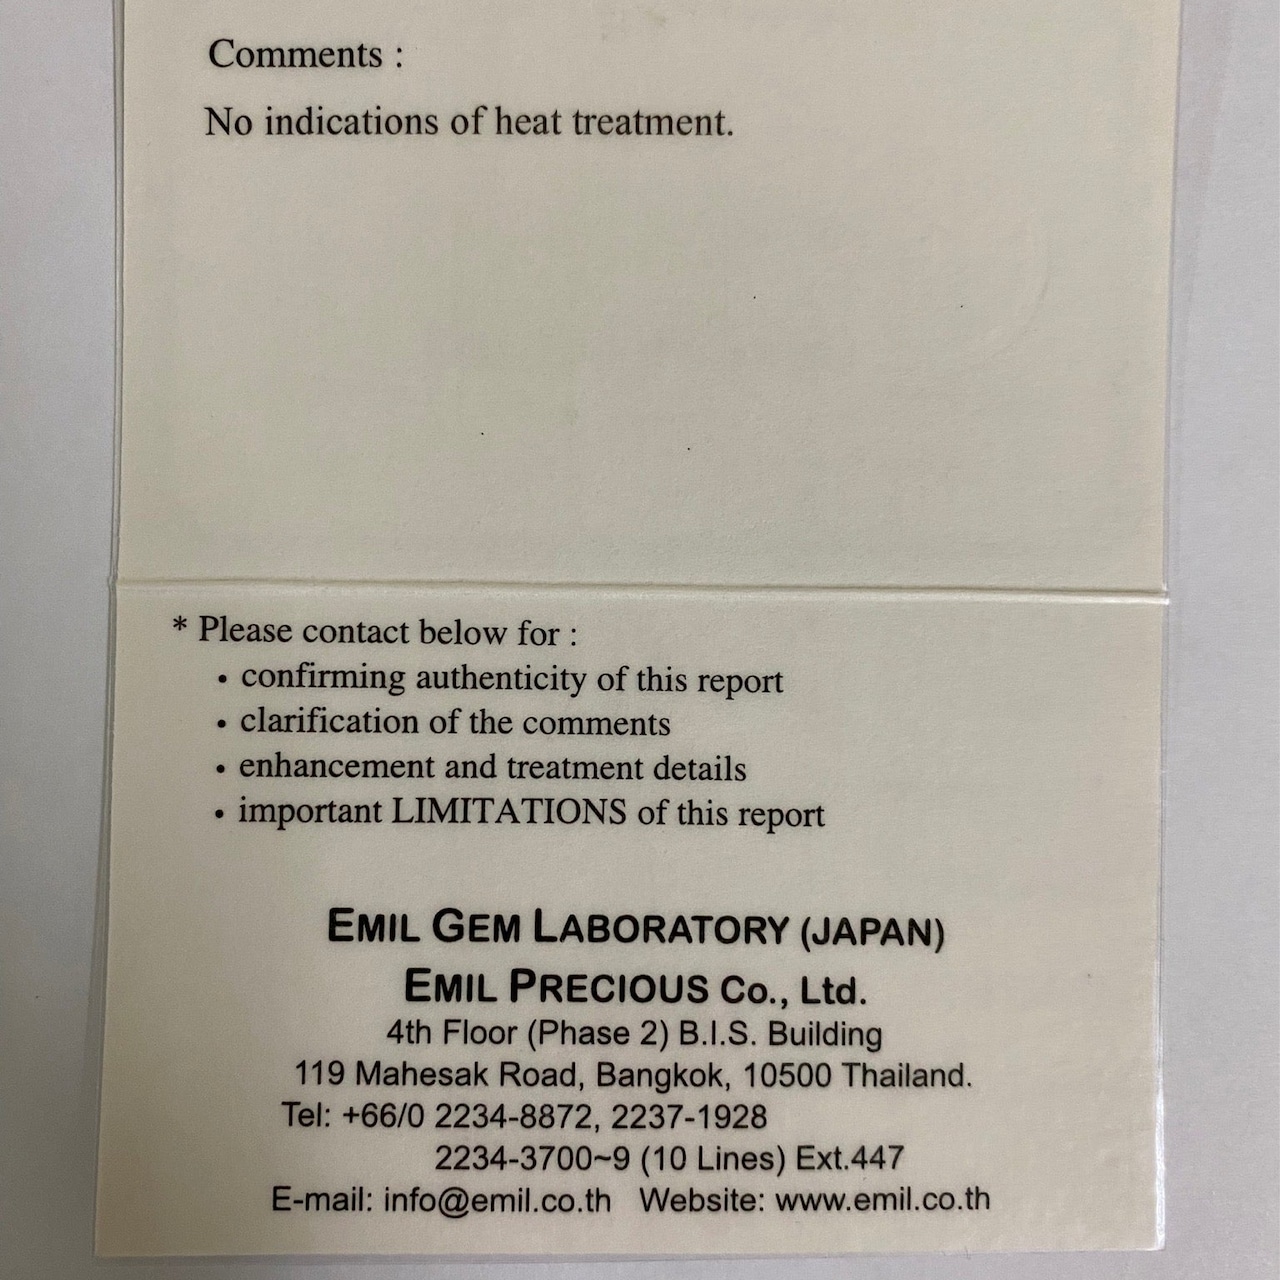 Comments :
No indications of heat treatment.
* Please contact below for :
• confirming authenticity of this report
• clarification of the comments
• enhancement and treatment details
• important LIMITATIONS of this report
EMIL GEM LABORATORY (JAPAN)
EMIL PRECIOUS Co., Ltd.
4th Floor (Phase 2) B.I.S. Building
119 Mahesak Road, Bangkok, 10500 Thailand.
Tel: +66/0 2234-8872, 2237-1928
2234-3700~9 (10 Lines) Ext.447
E-mail: info@emil.co.th Website: www.emil.co.th